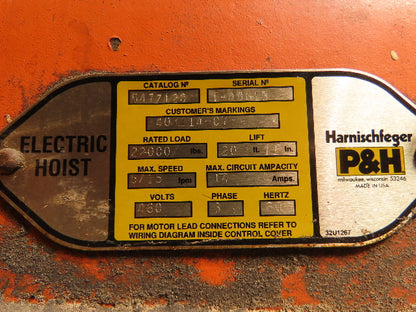 ELECTRIC
HOIST
CATALOG Nº SERIAL Nº
CUSTOMER'S MARKINGS
RATED LOAD LIFT
lbs. 20 ft. in.
MAX. SPEED MAX. CIRCUIT AMPACITY
fpm Amps.
VOLTS PHASE HERTZ
3
FOR MOTOR LEAD CONNECTIONS REFER TO
WIRING DIAGRAM INSIDE CONTROL COVER
Harnischfeger
P&H
milwaukee, wisconsin 53246
MADE IN USA
32U1267